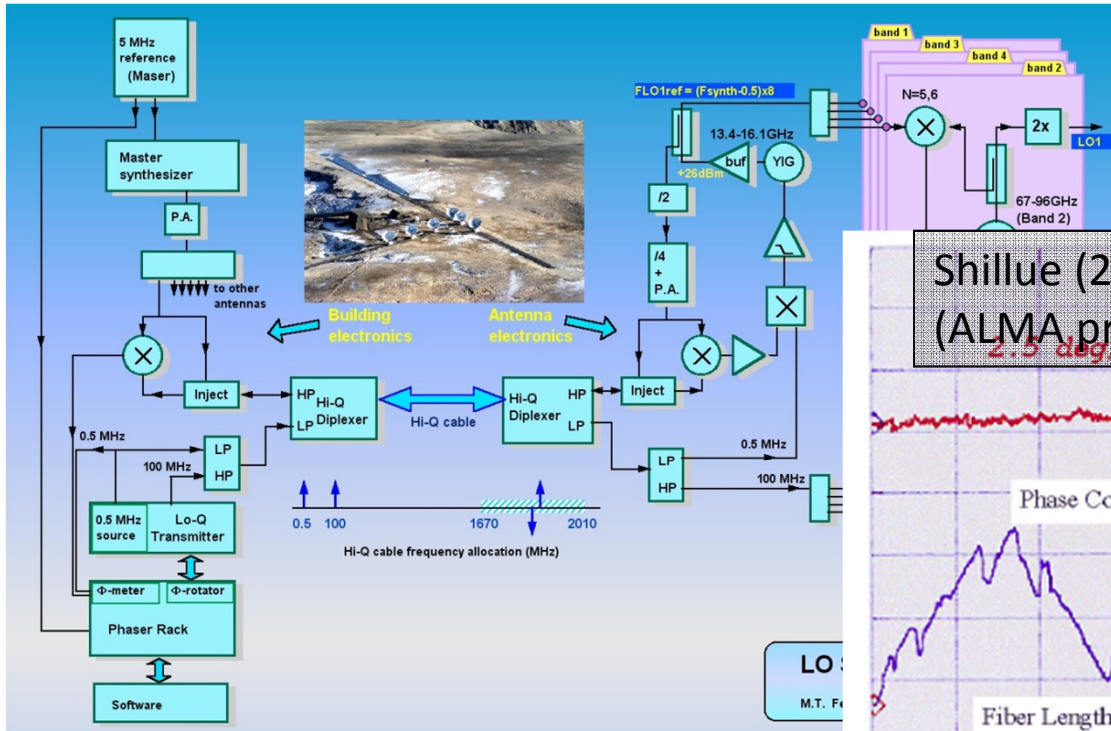 5 MHz
reference
(Maser)
Master
synthesizer
P.A.
to other
antennas
Building
electronics
Antenna
electronics
Inject
HP
Hi-Q
Diplexer
LP
Hi-Q cable
Hi-Q
Diplexer
HP
LP
Inject
0.5 MHz
100 MHz
LP
HP
0.5 MHz
source
Lo-Q
Transmitter
Φ-meter
Φ-rotator
Phaser Rack
Software
0.5
100
1670
2010
Hi-Q cable frequency allocation (MHz)
LP
HP
0.5 MHz
100 MHz
FLO1ref = (Fsynth-0.5)x8
13.4-16.1GHz
buf
YIG
+26dBm
/2
/4
+
P.A.
band 1
band 3
band 4
band 2
N=5,6
2x
LO1
67-96GHz
(Band 2)
Shillue (2
(ALMA pr
2.5 deg
Phase Co
Fiber Length
LO
M.T. Fe